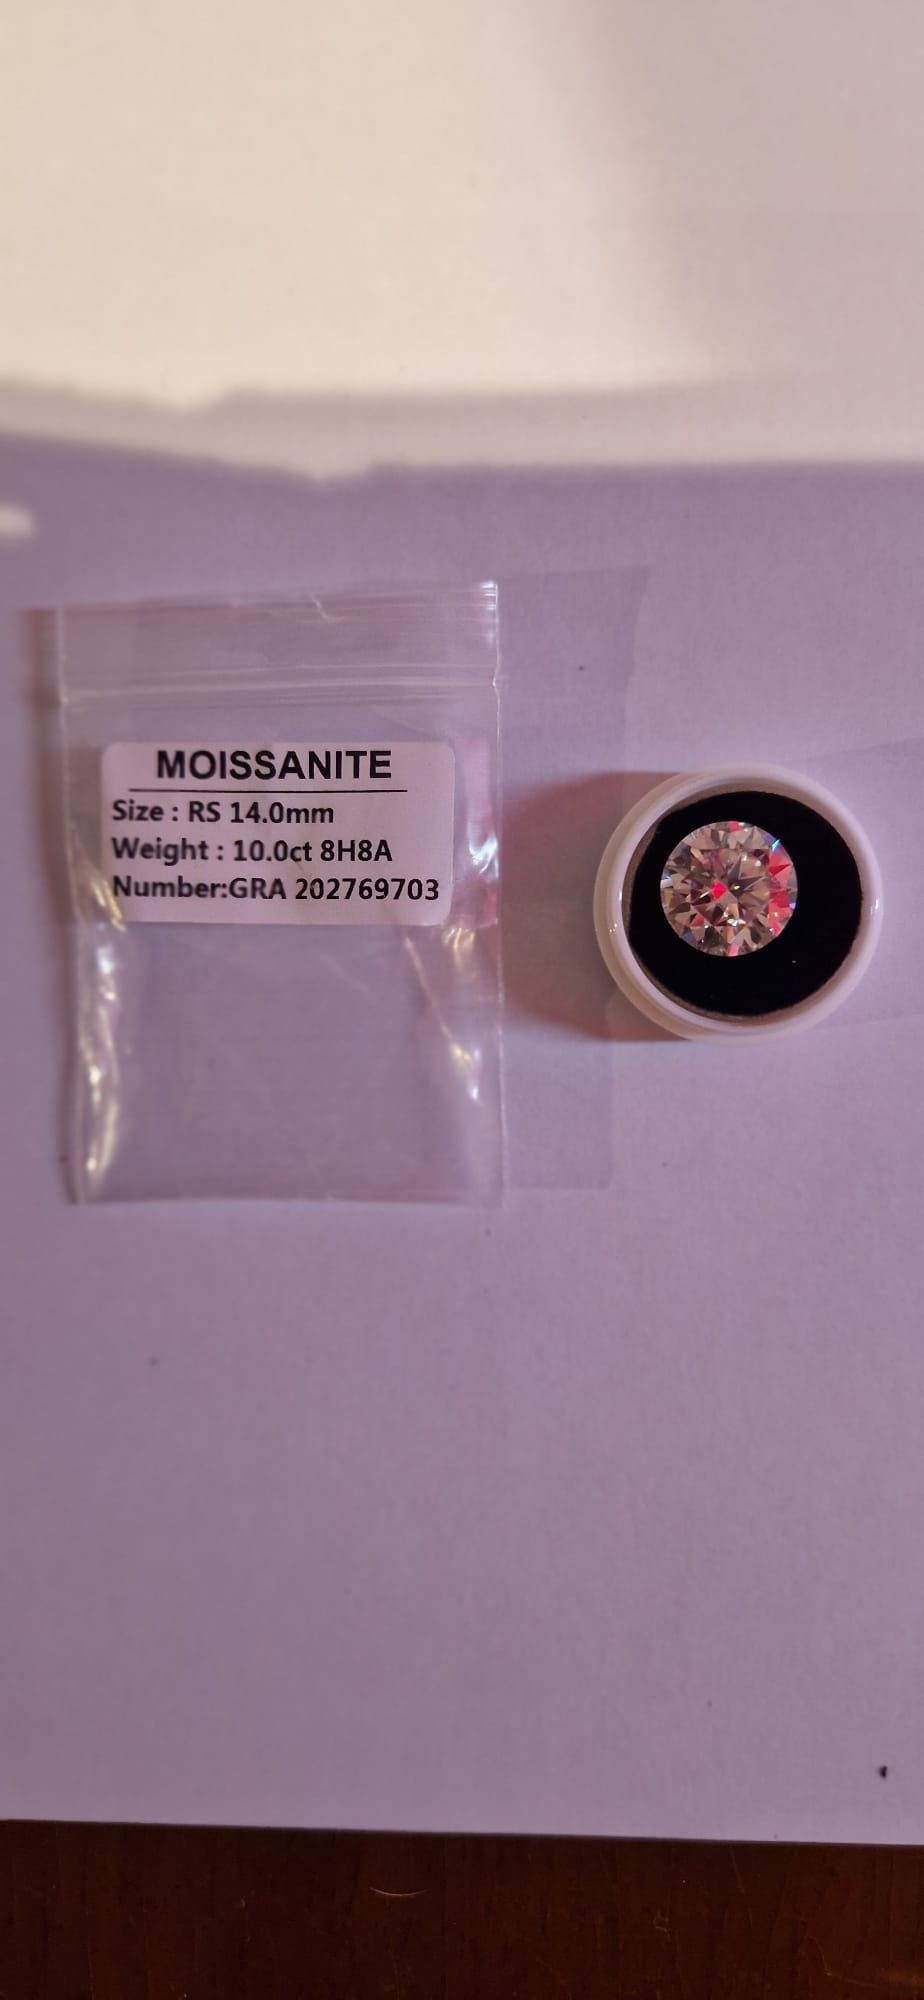 MOISSANITE
Size : RS 14.0mm
Weight : 10.0ct 8H8A
Number:GRA 202769703